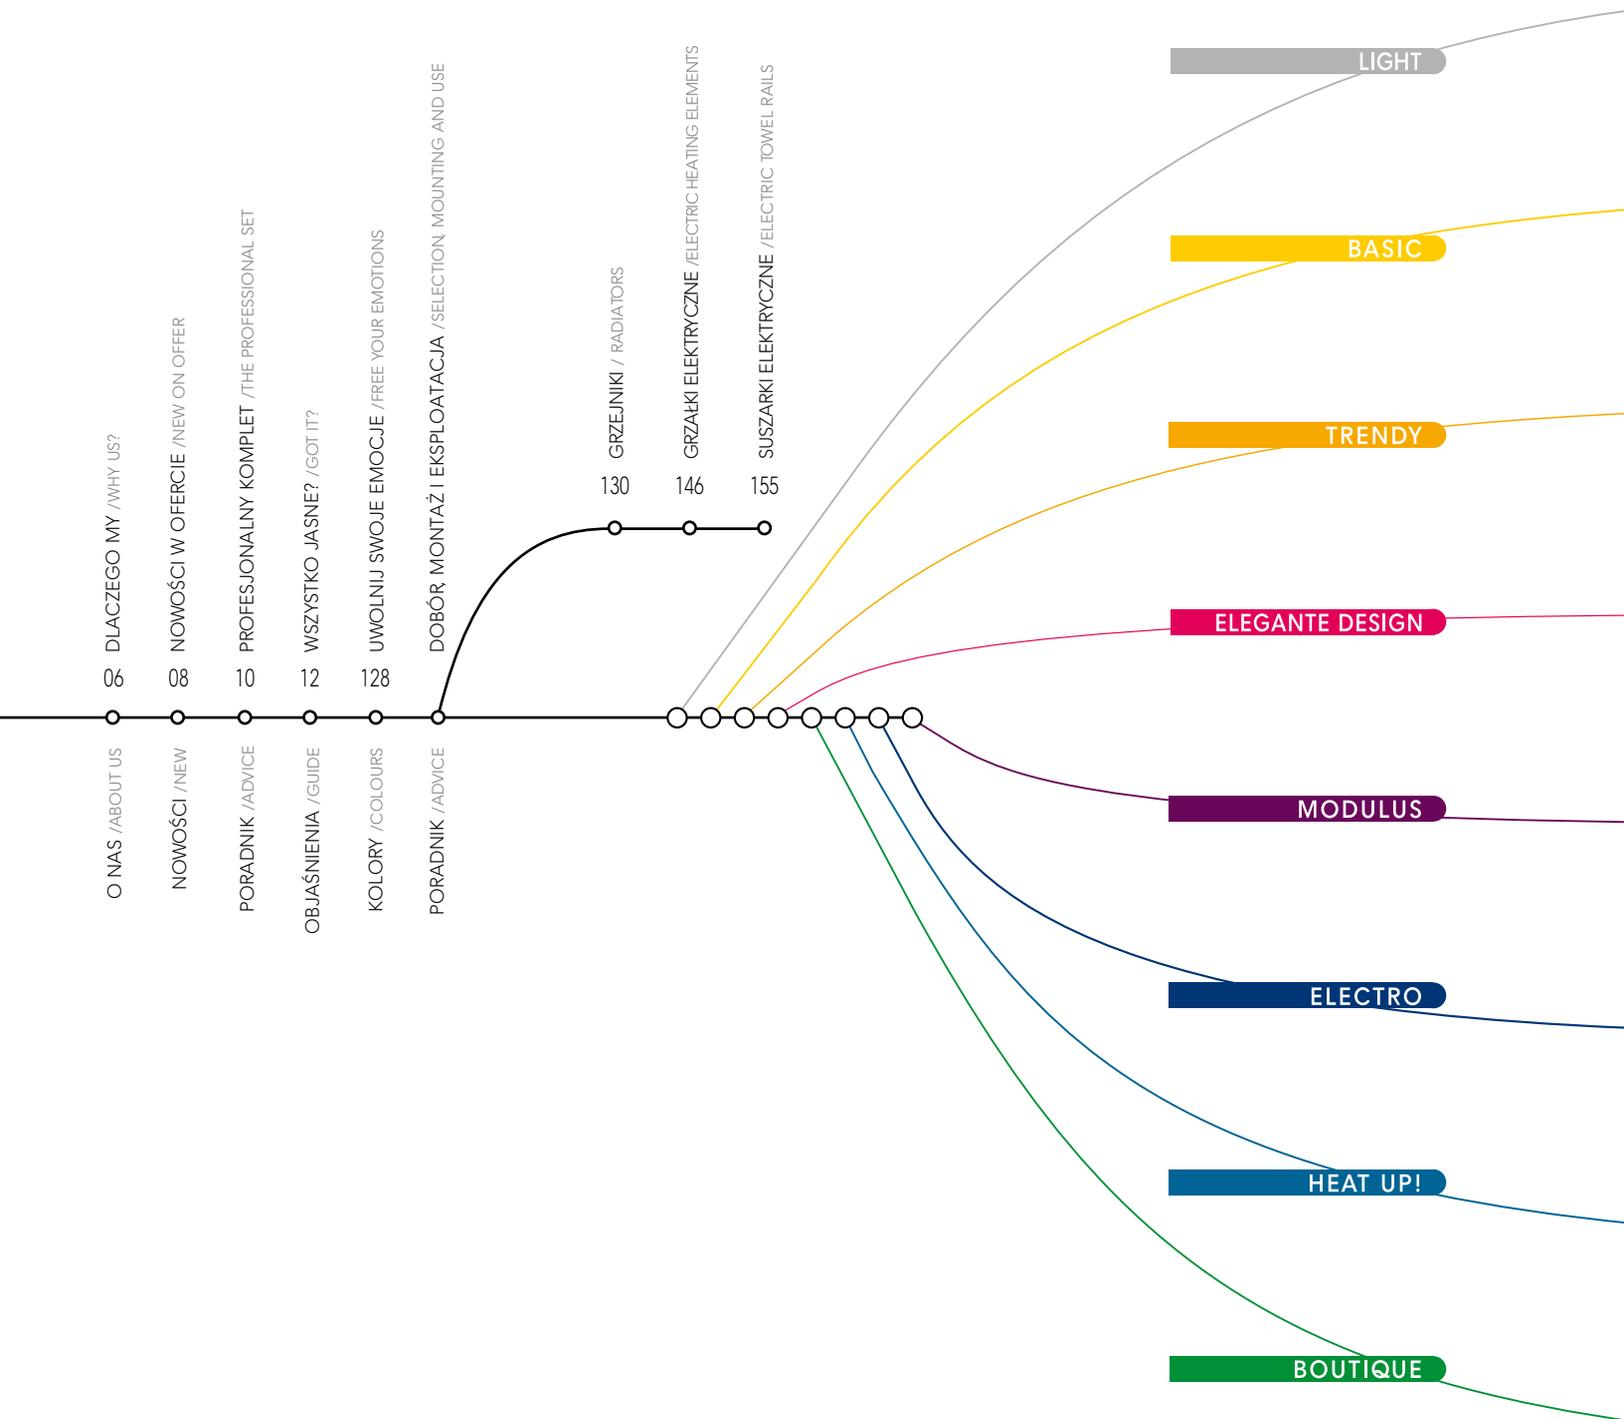 DLACZEGO MY /WHY US?
06
O NAS /ABOUT US
NOWOŚCI W OFERCIE /NEW ON OFFER
08
NOWOŚCI /NEW
PROFESJONALNY KOMPLET /THE PROFESSIONAL SET
10
PORADNIK /ADVICE
WSZYSTKO JASNE? /GOT IT?
12
OBJAŚNIENIA /GUIDE
UWOLNIJ SWOJE EMOCJE /FREE YOUR EMOTIONS
128
KOLORY /COLOURS
DOBÓR, MONTAŻ I EKSPLOATACJA /SELECTION, MOUNTING AND USE
PORADNIK /ADVICE
GRZEJNIKI / RADIATORS
130
GRZAŁKI ELEKTRYCZNE /ELECTRIC HEATING ELEMENTS
146
SUSZARKI ELEKTRYCZNE /ELECTRIC TOWEL RAILS
155
LIGHT
BASIC
TRENDY
ELEGANTE DESIGN
MODULUS
ELECTRO
HEAT UP!
BOUTIQUE